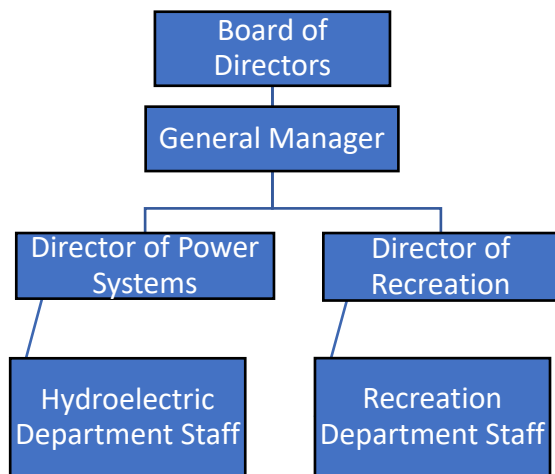 Board of
Directors
General Manager
Director of Power
Systems
Director of
Recreation
Hydroelectric
Department Staff
Recreation
Department Staff